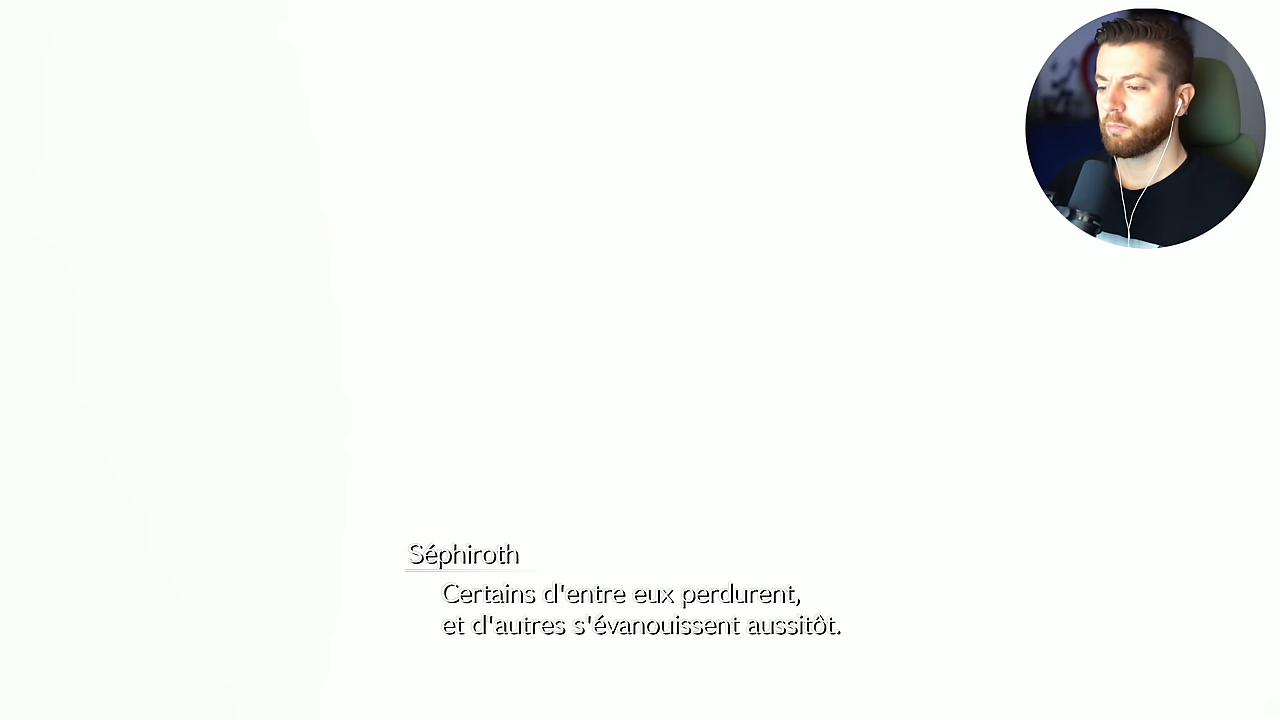 Séphiroth
Certains d'entre eux perdurent,
et d'autres s'évanouissent aussitôt.